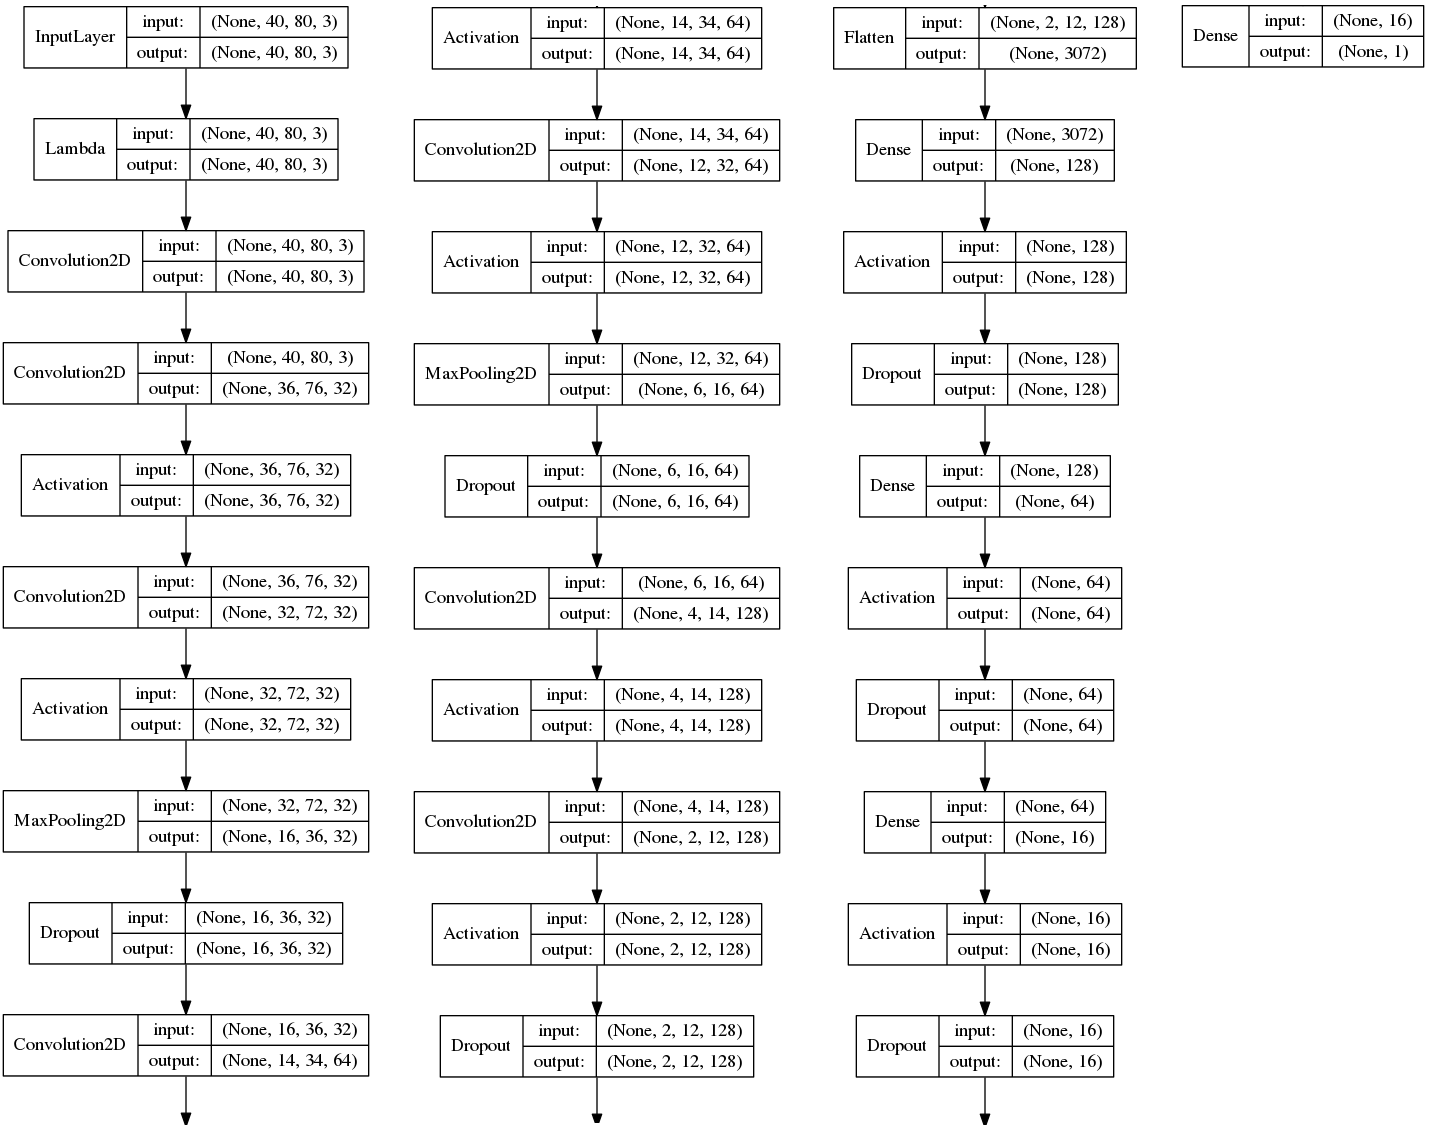 InputLayer
input: (None, 40, 80, 3)
output: (None, 40, 80, 3)
Lambda
input: (None, 40, 80, 3)
output: (None, 40, 80, 3)
Convolution2D
input: (None, 40, 80, 3)
output: (None, 40, 80, 3)
Convolution2D
input: (None, 40, 80, 3)
output: (None, 36, 76, 32)
Activation
input: (None, 36, 76, 32)
output: (None, 36, 76, 32)
Convolution2D
input: (None, 36, 76, 32)
output: (None, 32, 72, 32)
Activation
input: (None, 32, 72, 32)
output: (None, 32, 72, 32)
MaxPooling2D
input: (None, 32, 72, 32)
output: (None, 16, 36, 32)
Dropout
input: (None, 16, 36, 32)
output: (None, 16, 36, 32)
Convolution2D
input: (None, 16, 36, 32)
output: (None, 14, 34, 64)
Activation
input: (None, 14, 34, 64)
output: (None, 14, 34, 64)
Convolution2D
input: (None, 14, 34, 64)
output: (None, 12, 32, 64)
Activation
input: (None, 12, 32, 64)
output: (None, 12, 32, 64)
MaxPooling2D
input: (None, 12, 32, 64)
output: (None, 6, 16, 64)
Dropout
input: (None, 6, 16, 64)
output: (None, 6, 16, 64)
Convolution2D
input: (None, 6, 16, 64)
output: (None, 4, 14, 128)
Activation
input: (None, 4, 14, 128)
output: (None, 4, 14, 128)
Convolution2D
input: (None, 4, 14, 128)
output: (None, 2, 12, 128)
Activation
input: (None, 2, 12, 128)
output: (None, 2, 12, 128)
Dropout
input: (None, 2, 12, 128)
output: (None, 2, 12, 128)
Flatten
input: (None, 2, 12, 128)
output: (None, 3072)
Dense
input: (None, 3072)
output: (None, 128)
Activation
input: (None, 128)
output: (None, 128)
Dropout
input: (None, 128)
output: (None, 128)
Dense
input: (None, 128)
output: (None, 64)
Activation
input: (None, 64)
output: (None, 64)
Dropout
input: (None, 64)
output: (None, 64)
Dense
input: (None, 64)
output: (None, 16)
Activation
input: (None, 16)
output: (None, 16)
Dropout
input: (None, 16)
output: (None, 16)
Dense
input: (None, 16)
output: (None, 1)